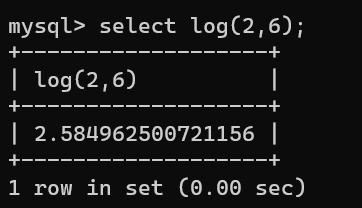 mysql> select log(2,6);
+-------------------+
| log(2,6)          |
+-------------------+
| 2.584962500721156 |
+-------------------+
1 row in set (0.00 sec)